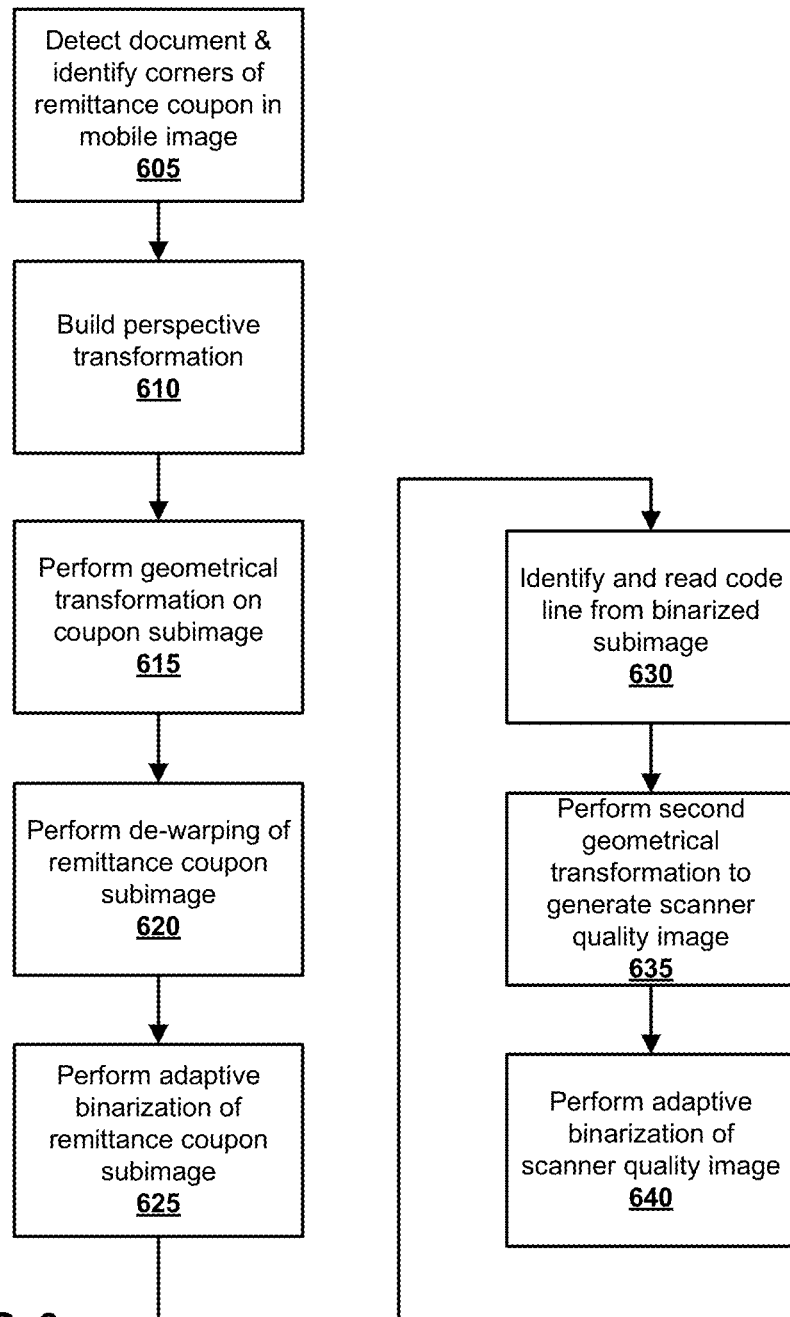 Detect document &
identify corners of
remittance coupon in
mobile image
605
Build perspective
transformation
610
Perform geometrical
transformation on
coupon subimage
615
Perform de-warping of
remittance coupon
subimage
620
Perform adaptive
binarization of
remittance coupon
subimage
625
Identify and read code
line from binarized
subimage
630
Perform second
geometrical
transformation to
generate scanner
quality image
635
Perform adaptive
binarization of
scanner quality image
640